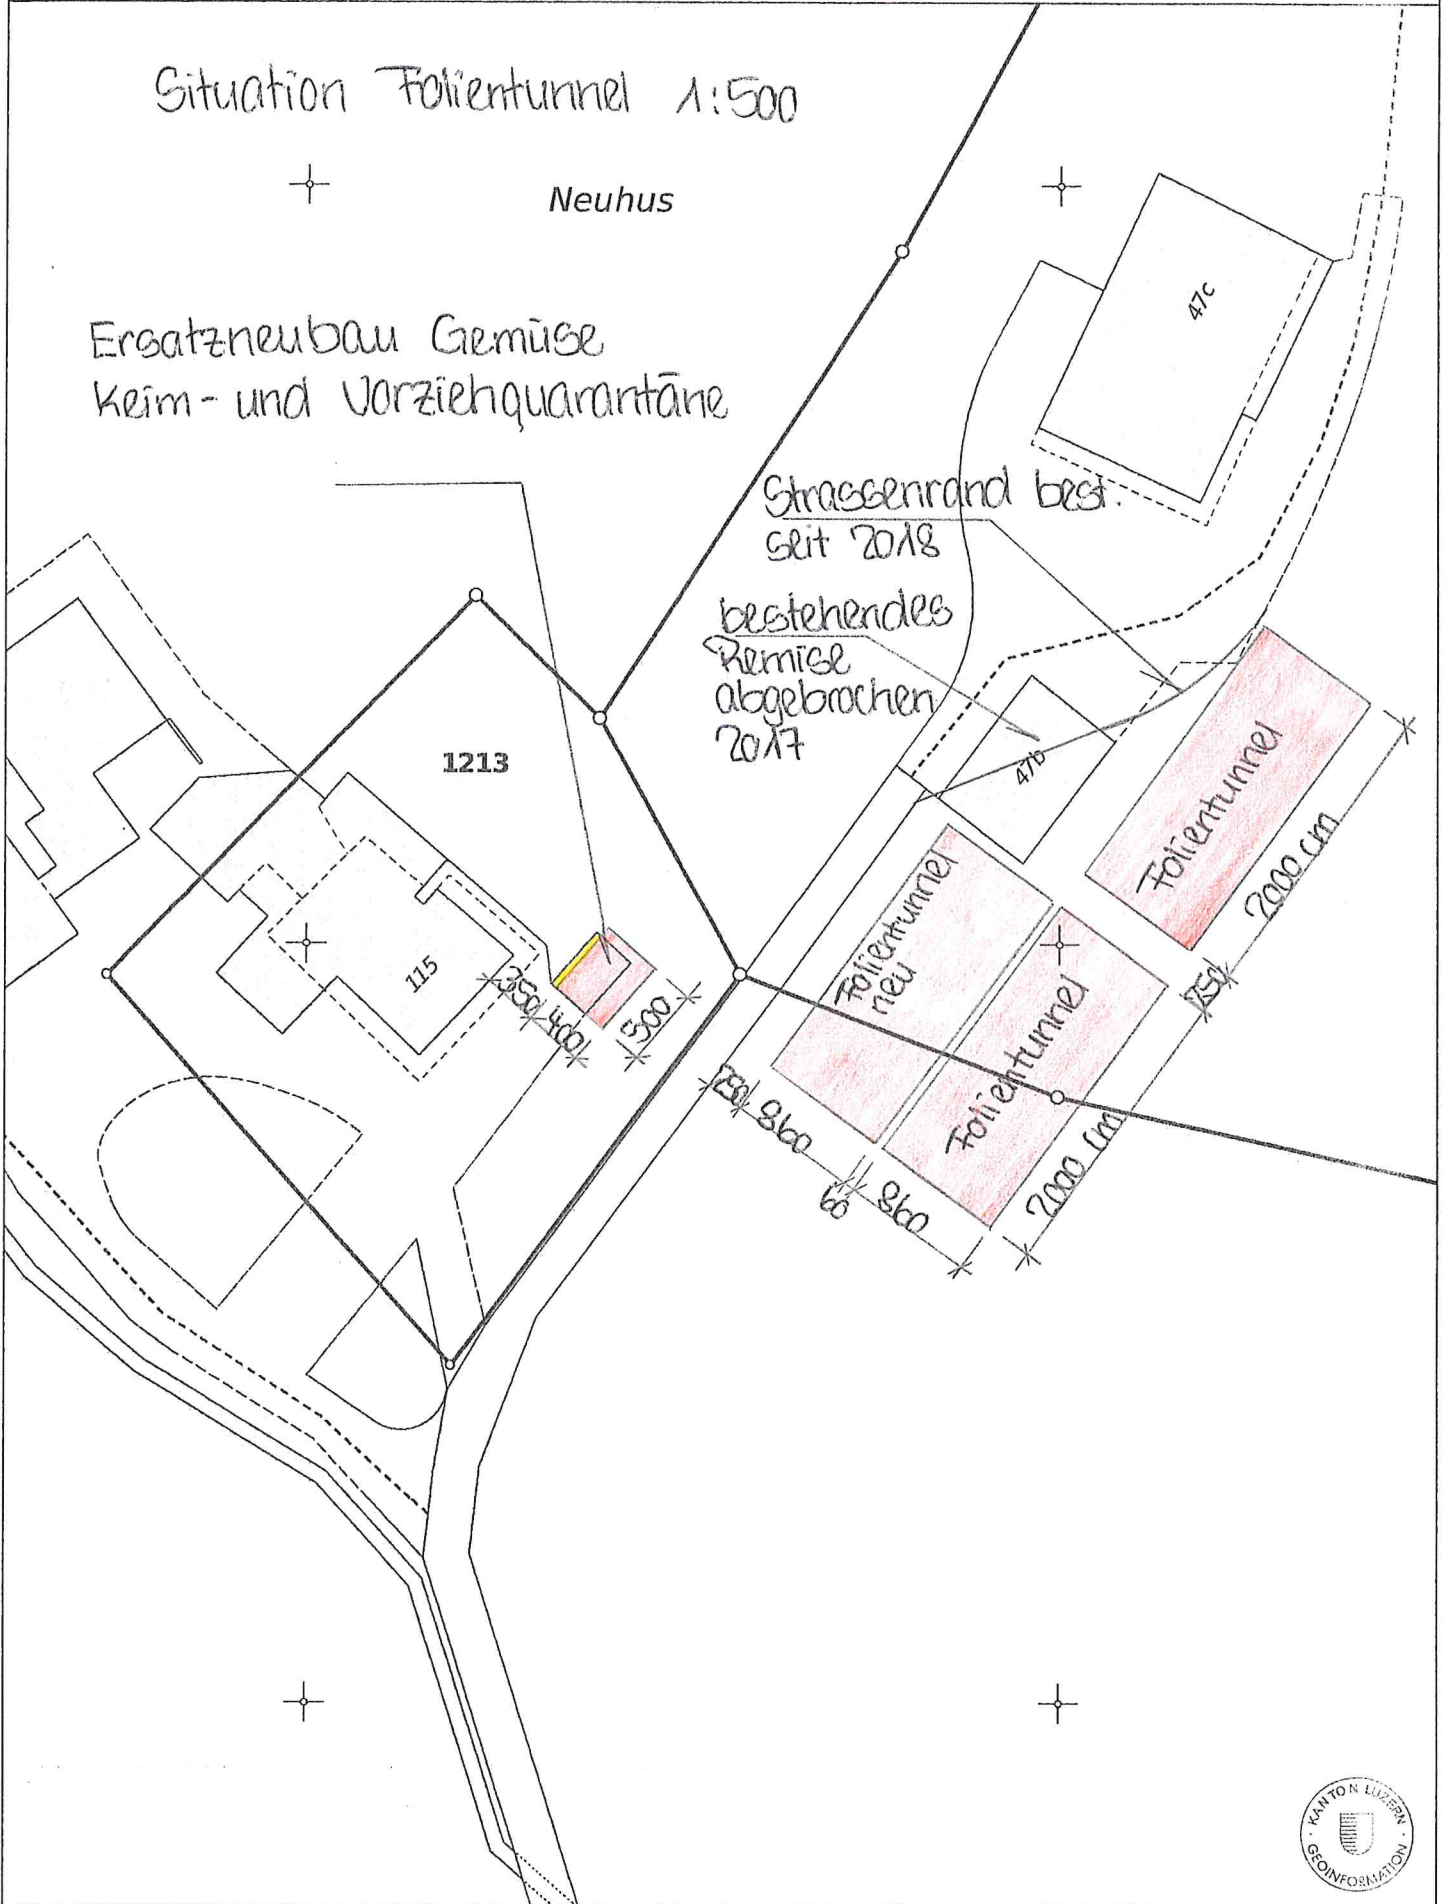 Situation Folientunnel 1:500
Neuhus
Ersatzneubau Gemüse
Keim- und Vorziehquarantäne
47c
Strassenrand best.
seit 2018
bestehendes
Remise
abgebrochen
2017
47b
1213
115
350
400
500
Folientunnel
2000 cm
Folientunnel
neu
Folientunnel
250
860
60
860
2000 cm
KANTON LUZERN
GEOINFORMATION